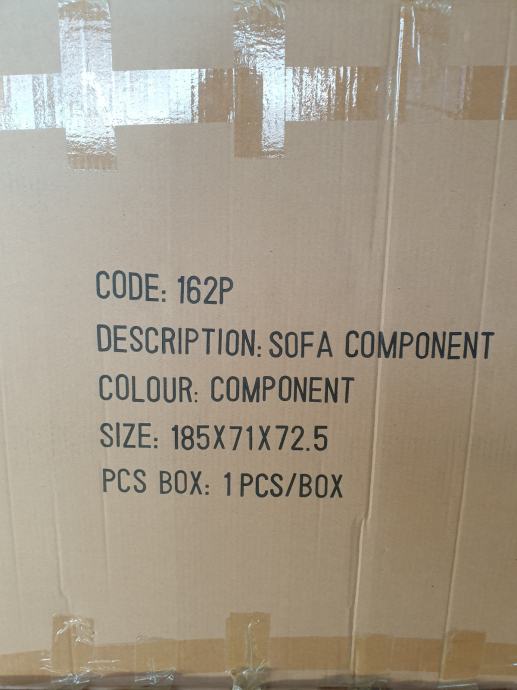 CODE: 162P
DESCRIPTION: SOFA COMPONENT
COLOUR: COMPONENT
SIZE: 185X71X72.5
PCS BOX: 1PCS/BOX